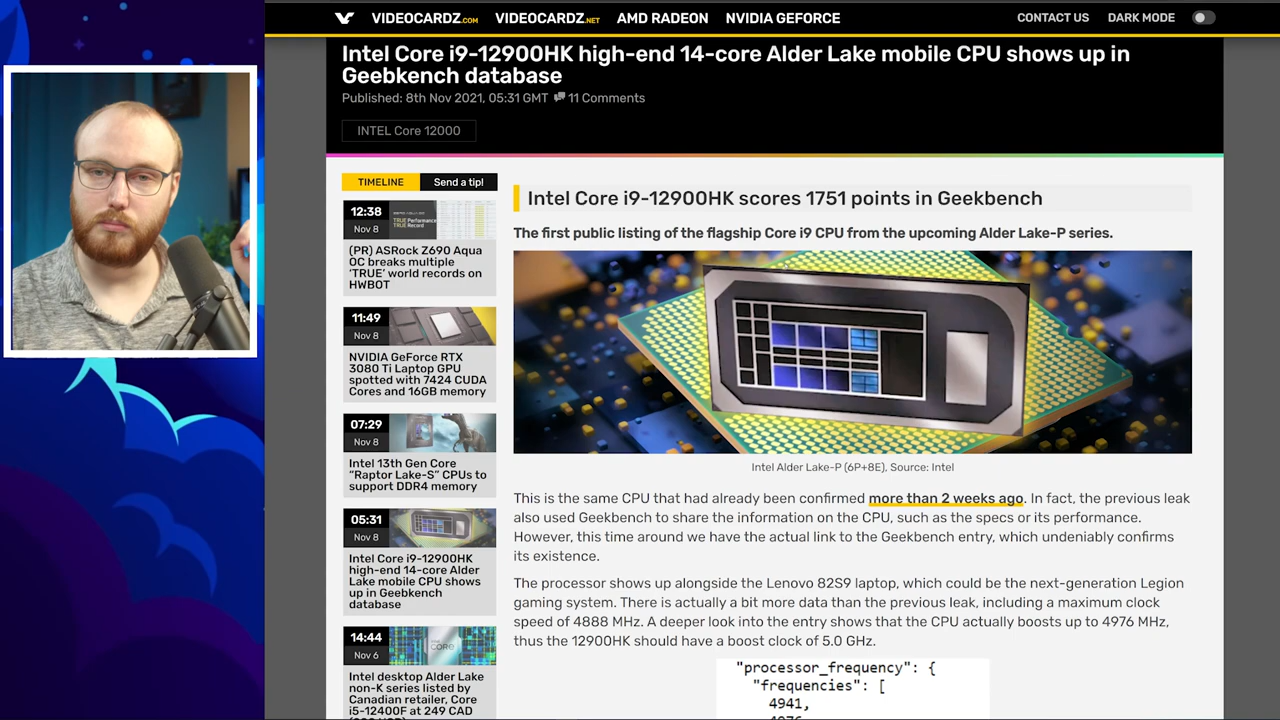 VIDEOCARDZ.COM VIDEOCARDZ.NET AMD RADEON NVIDIA GEFORCE CONTACT US DARK MODE
Intel Core i9-12900HK high-end 14-core Alder Lake mobile CPU shows up in
Geebkench database
Published: 8th Nov 2021, 05:31 GMT 11 Comments
INTEL Core 12000
TIMELINE Send a tip!
12:38
Nov 8
TRUE Performance
TRUE Record
(PR) ASRock Z690 Aqua
OC breaks multiple
‘TRUE’ world records on
HWBOT
11:49
Nov 8
NVIDIA GeForce RTX
3080 Ti Laptop GPU
spotted with 7424 CUDA
Cores and 16GB memory
07:29
Nov 8
Intel 13th Gen Core
“Raptor Lake-S” CPUs to
support DDR4 memory
05:31
Nov 8
Intel Core i9-12900HK
high-end 14-core Alder
Lake mobile CPU shows
up in Geebkench
database
14:44
Nov 6
CORE
Intel desktop Alder Lake
non-K series listed by
Canadian retailer, Core
i5-12400F at 249 CAD
Intel Core i9-12900HK scores 1751 points in Geekbench
The first public listing of the flagship Core i9 CPU from the upcoming Alder Lake-P series.
Intel Alder Lake-P (6P+8E), Source: Intel
This is the same CPU that had already been confirmed more than 2 weeks ago. In fact, the previous leak
also used Geekbench to share the information on the CPU, such as the specs or its performance.
However, this time around we have the actual link to the Geekbench entry, which undeniably confirms
its existence.
The processor shows up alongside the Lenovo 82S9 laptop, which could be the next-generation Legion
gaming system. There is actually a bit more data than the previous leak, including a maximum clock
speed of 4888 MHz. A deeper look into the entry shows that the CPU actually boosts up to 4976 MHz,
thus the 12900HK should have a boost clock of 5.0 GHz.
"processor_frequency": {
"frequencies": [
4941,